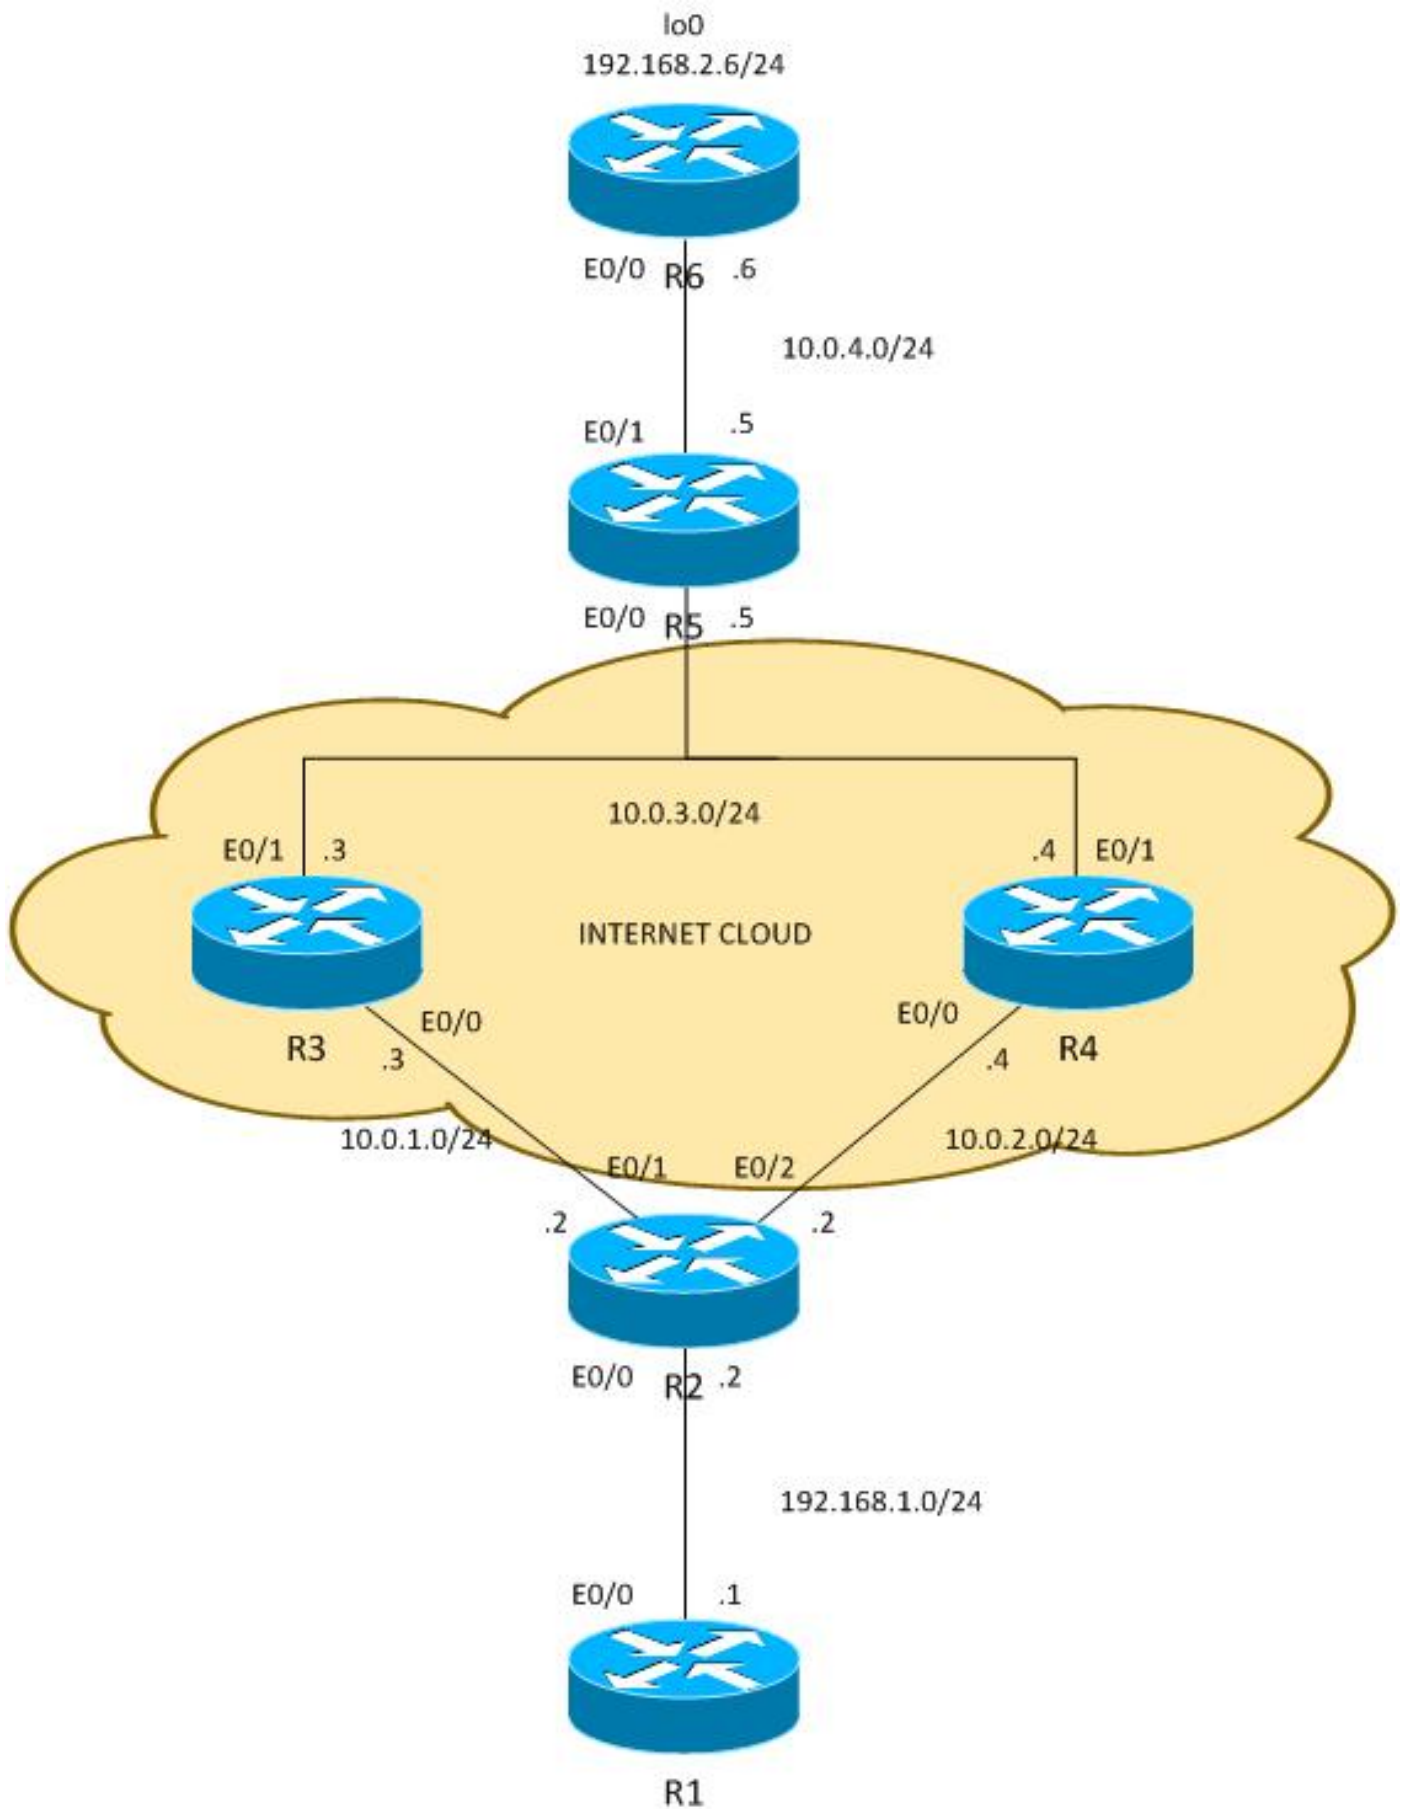 lo0
192.168.2.6/24
E0/0 R6 .6
10.0.4.0/24
E0/1 .5
E0/0 R5 .5
10.0.3.0/24
E0/1 .3
.4 E0/1
INTERNET CLOUD
E0/0
E0/0
R3
.3
.4
R4
10.0.1.0/24
10.0.2.0/24
E0/1 E0/2
.2
.2
E0/0 R2 .2
192.168.1.0/24
E0/0 .1
R1